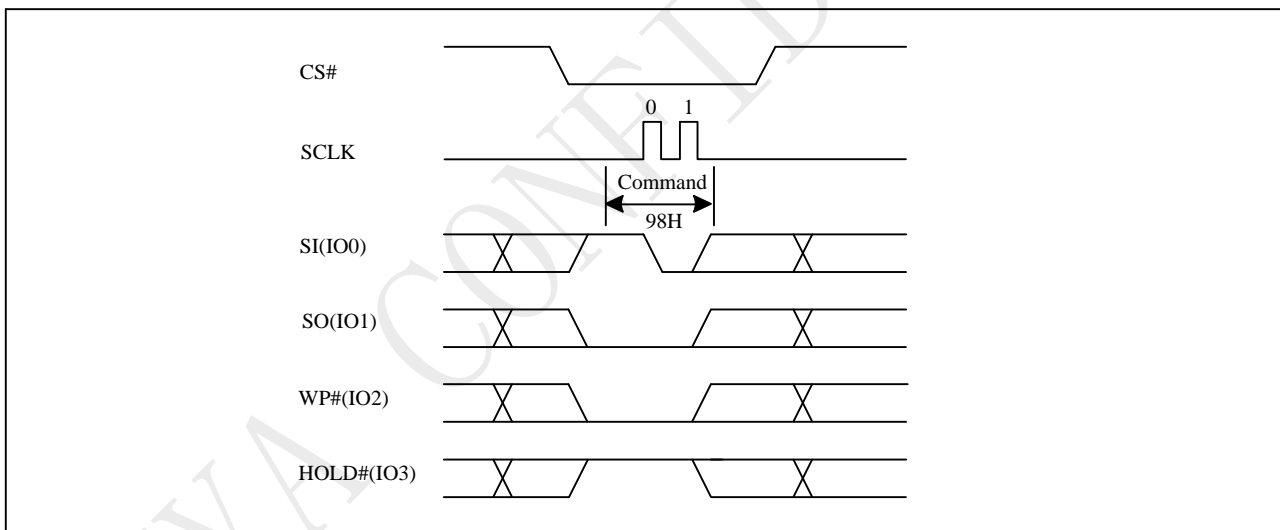 CS#
0 1
SCLK
Command
98H
SI(IO0)
SO(IO1)
WP#(IO2)
HOLD#(IO3)